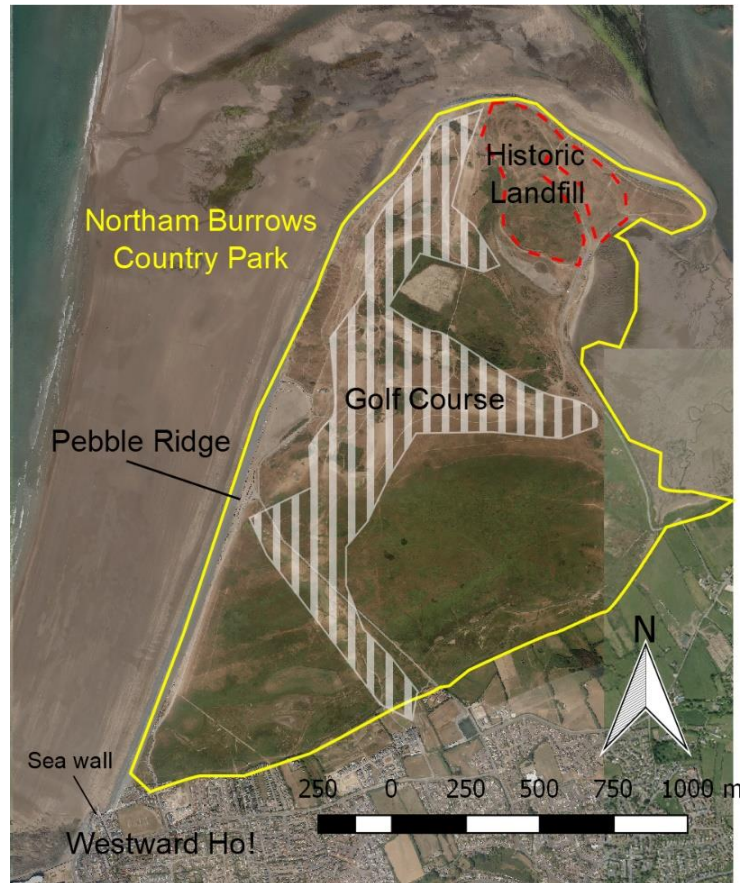 Historic
Landfill
Northam Burrows
Country Park
Golf Course
Pebble Ridge
N
Sea wall
250 0 250 500 750 1000 m
Westward Ho!